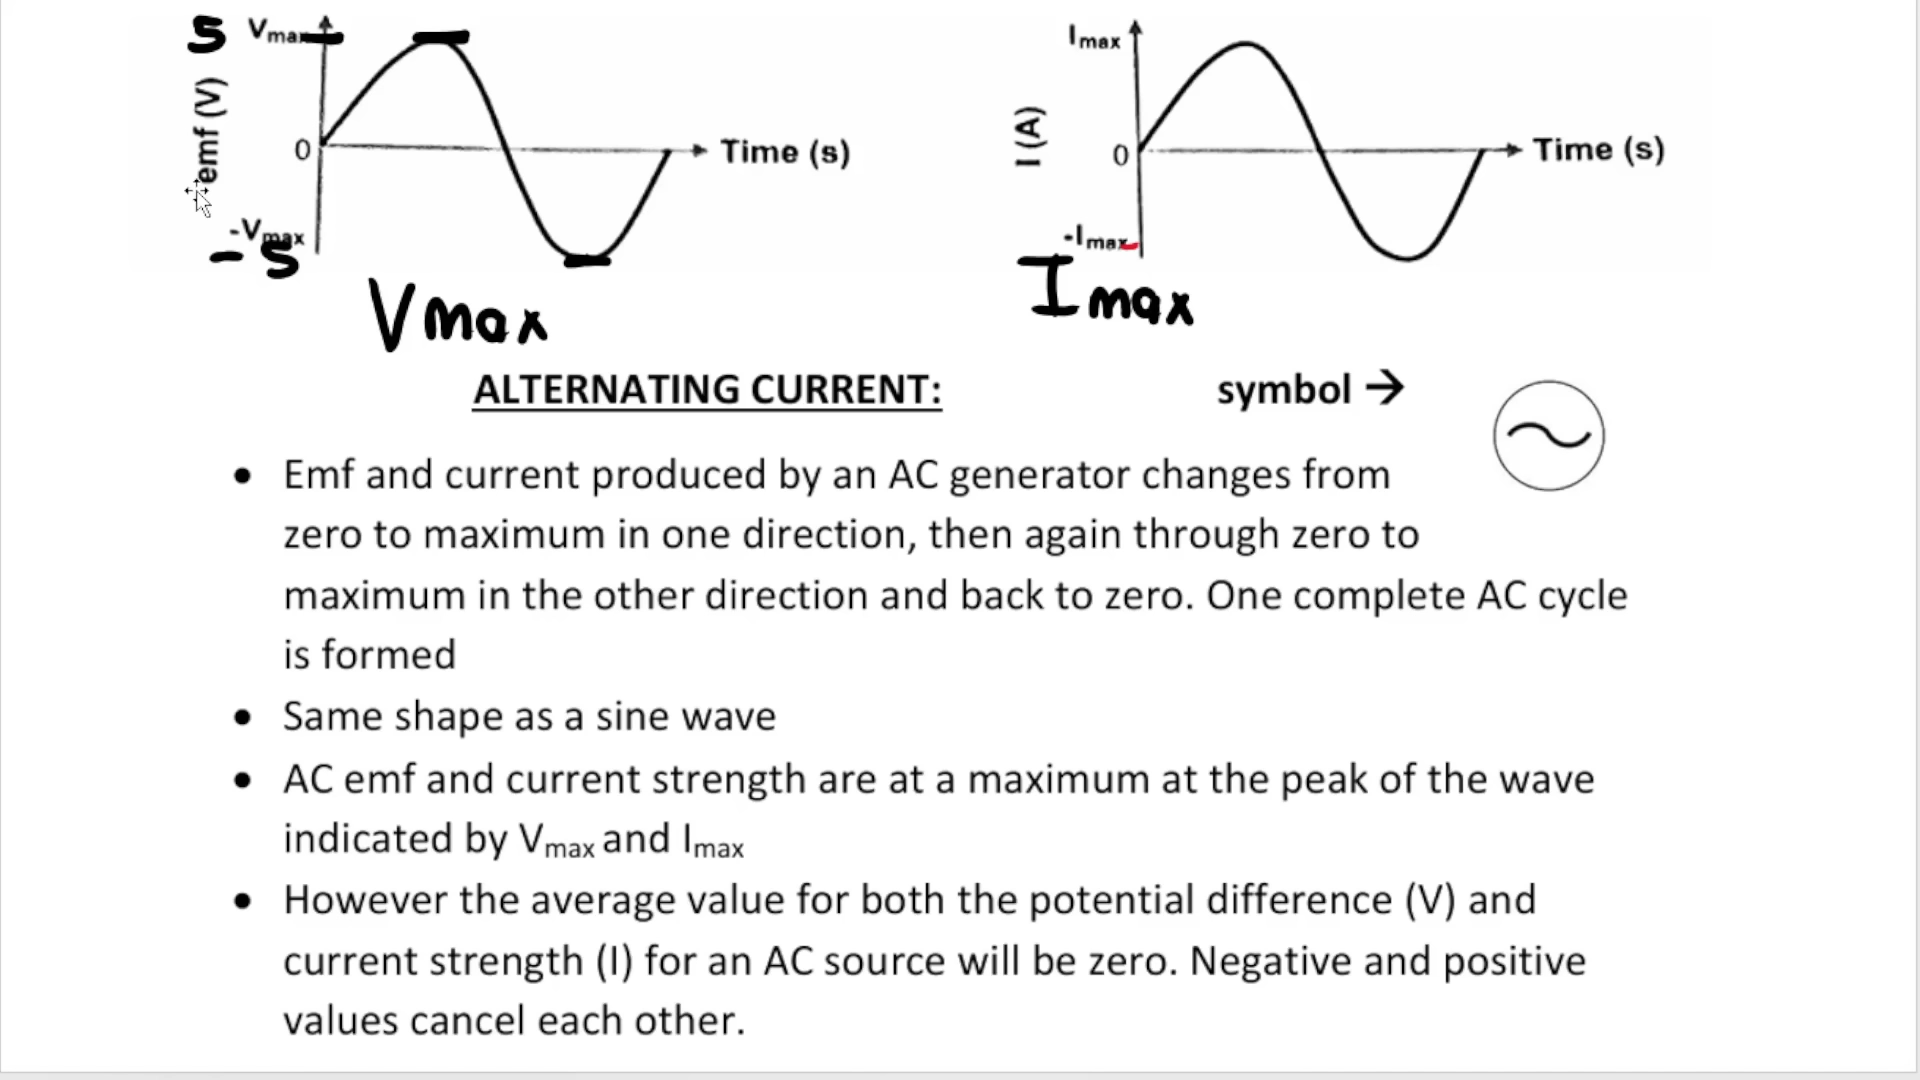 5 Vmax
emf (V)
0
Time (s)
-Vmax
-5
Vmax
Imax
I (A)
0
Time (s)
-Imax
Imax
ALTERNATING CURRENT: symbol →
• Emf and current produced by an AC generator changes from
zero to maximum in one direction, then again through zero to
maximum in the other direction and back to zero. One complete AC cycle
is formed
• Same shape as a sine wave
• AC emf and current strength are at a maximum at the peak of the wave
indicated by Vmax and Imax
• However the average value for both the potential difference (V) and
current strength (I) for an AC source will be zero. Negative and positive
values cancel each other.